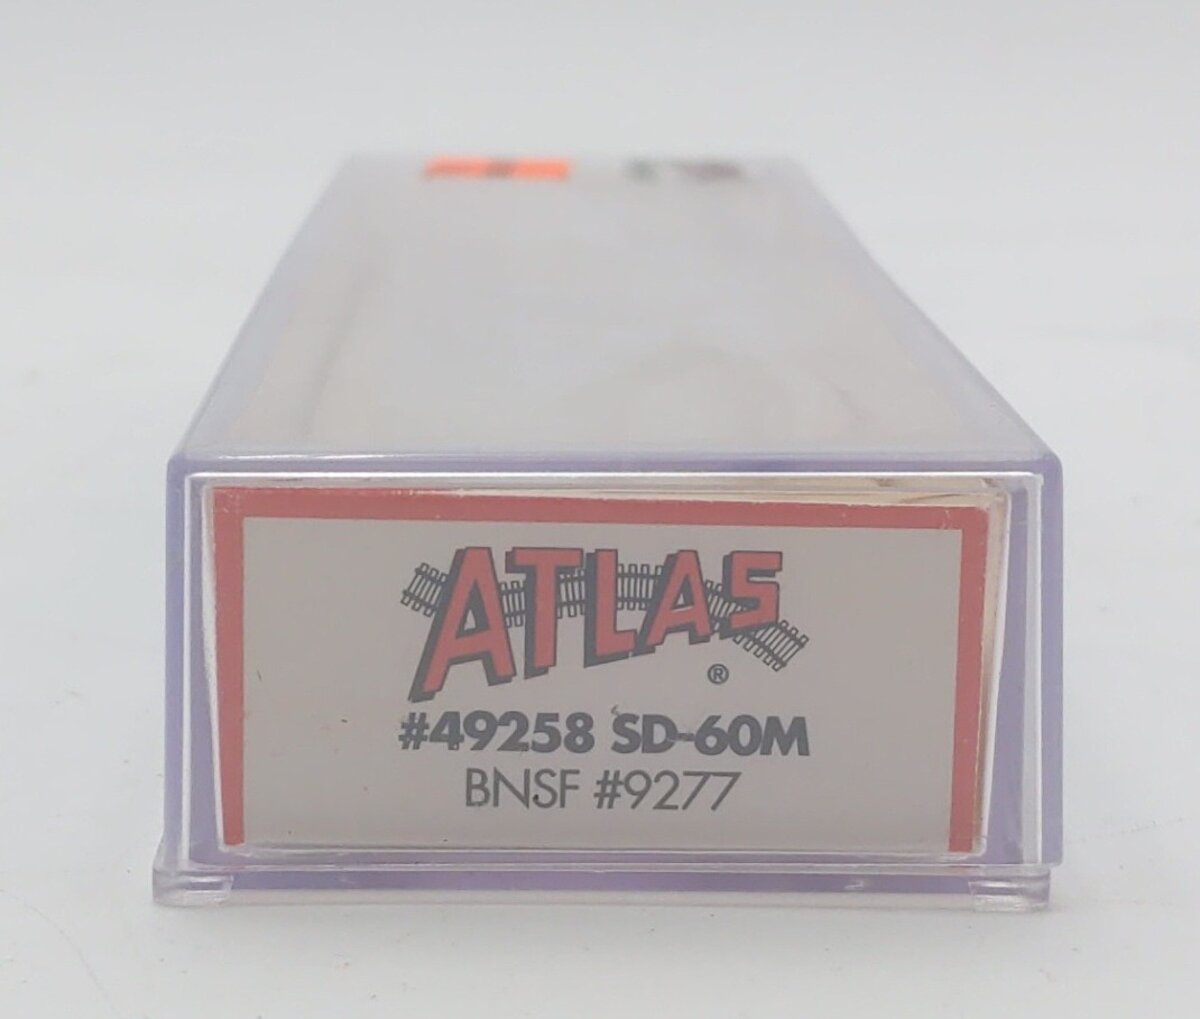 ATLAS
®
#49258 SD-60M
BNSF #9277